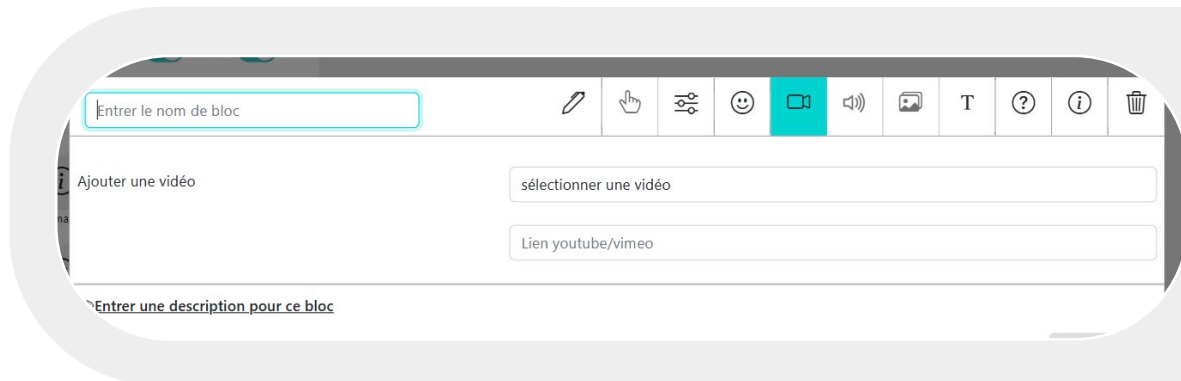 Entrer le nom de bloc
T
?
i
Ajouter une vidéo
sélectionner une vidéo
Lien youtube/vimeo
Entrer une description pour ce bloc